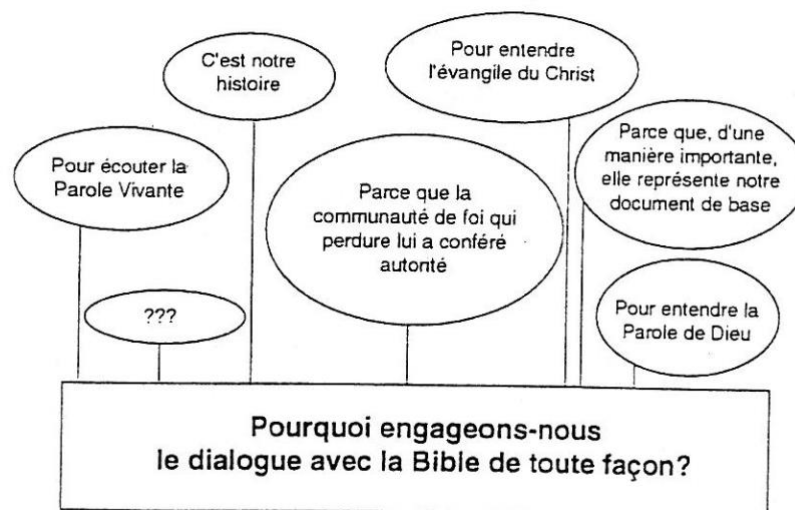 C'est notre
histoire
Pour entendre
l'évangile du Christ
Pour écouter la
Parole Vivante
Parce que la
communauté de foi qui
perdure lui a conféré
autorité
Parce que, d'une
manière importante,
elle représente notre
document de base
???
Pour entendre la
Parole de Dieu
Pourquoi engageons-nous
le dialogue avec la Bible de toute façon?